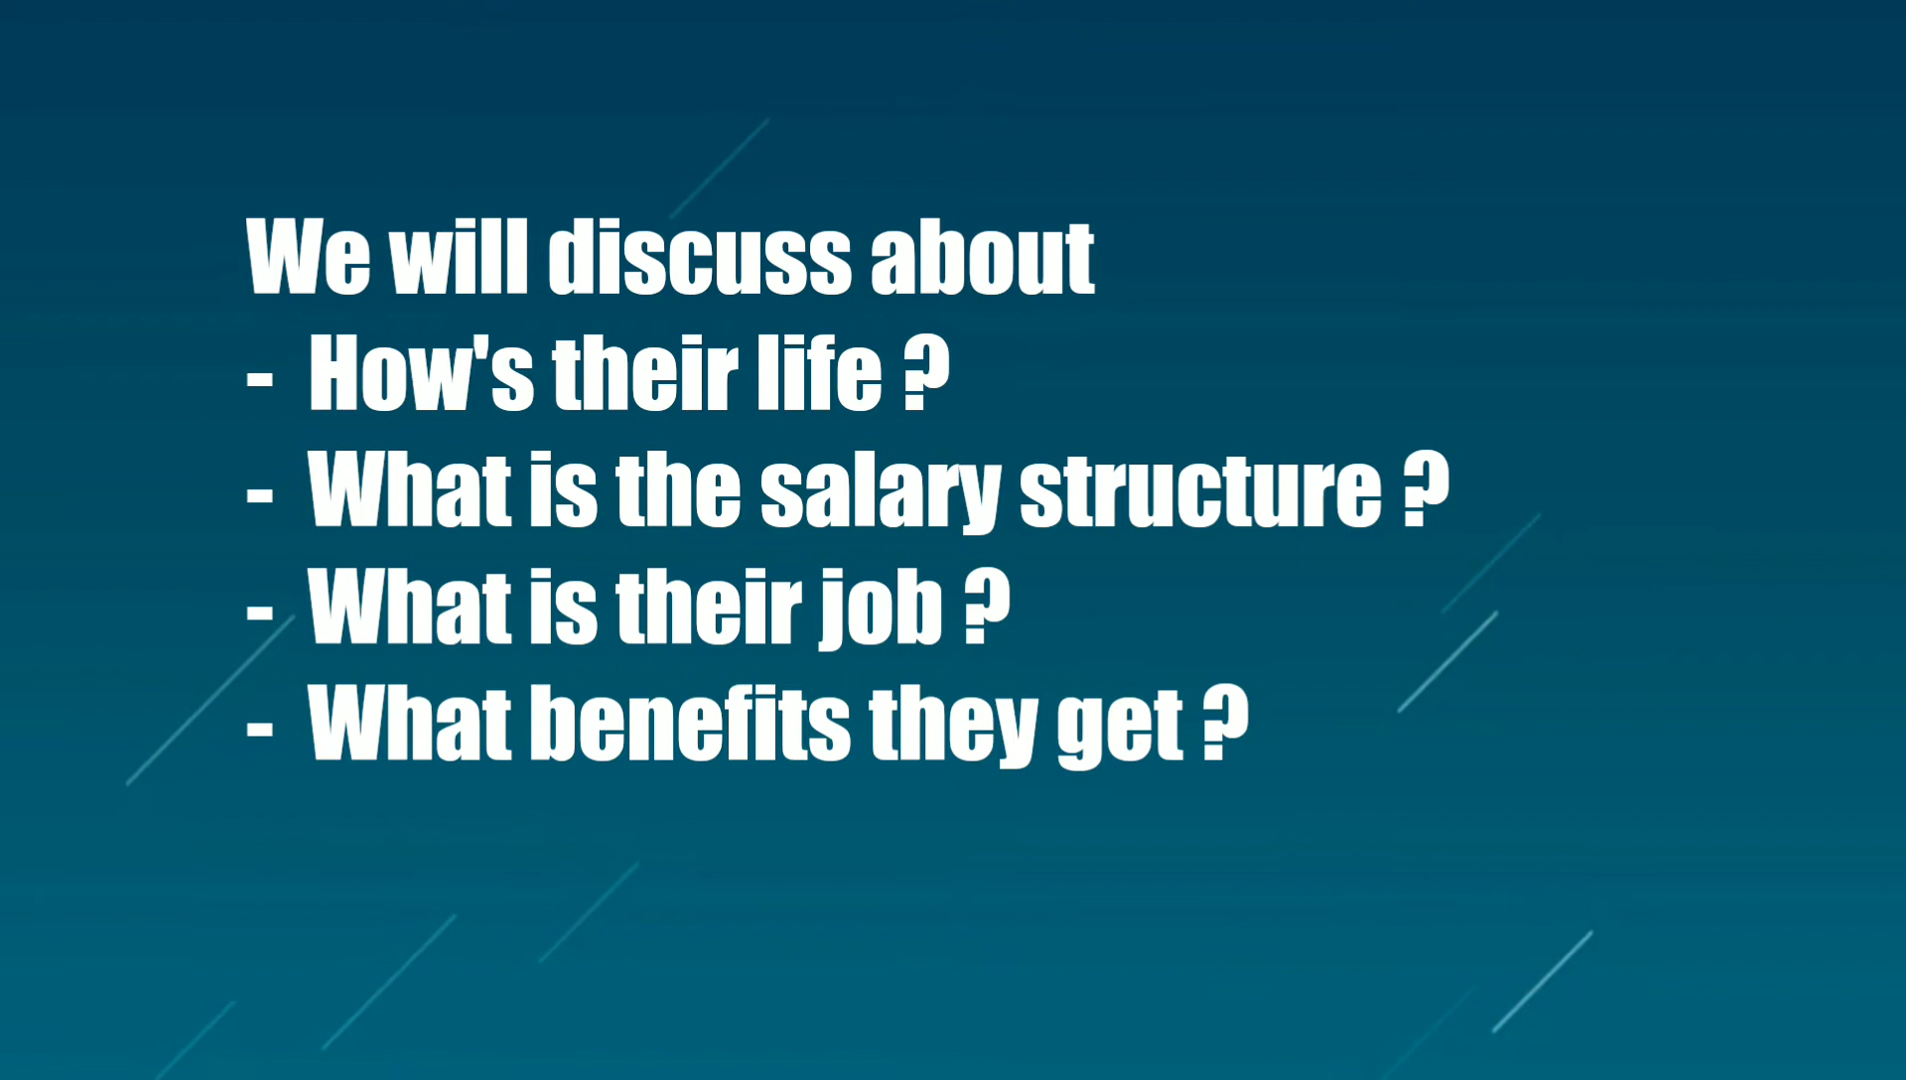 We will discuss about
- How's their life ?
- What is the salary structure ?
- What is their job ?
- What benefits they get ?